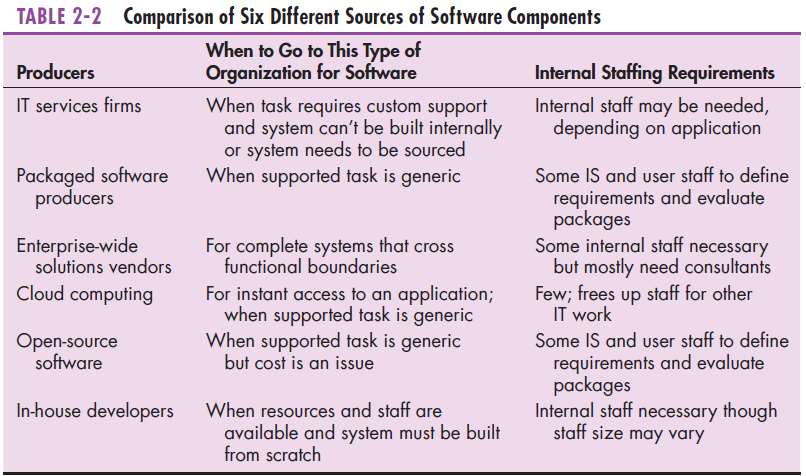 TABLE 2-2 Comparison of Six Different Sources of Software Components
Producers
When to Go to This Type of
Organization for Software
Internal Staffing Requirements
IT services firms
When task requires custom support
and system can't be built internally
or system needs to be sourced
Internal staff may be needed,
depending on application
Packaged software
producers
When supported task is generic
Some IS and user staff to define
requirements and evaluate
packages
Enterprise-wide
solutions vendors
For complete systems that cross
functional boundaries
Some internal staff necessary
but mostly need consultants
Cloud computing
For instant access to an application;
when supported task is generic
Few; frees up staff for other
IT work
Open-source
software
When supported task is generic
but cost is an issue
Some IS and user staff to define
requirements and evaluate
packages
In-house developers
When resources and staff are
available and system must be built
from scratch
Internal staff necessary though
staff size may vary